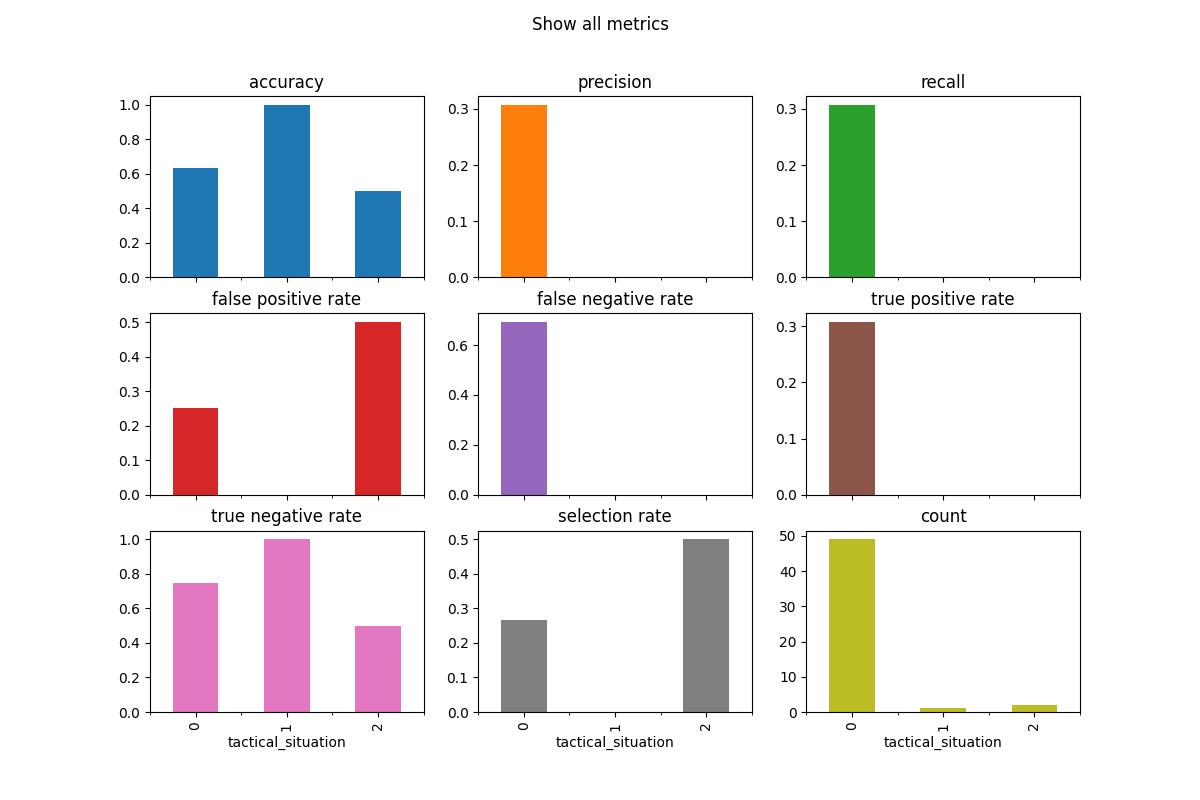 Show all metrics
accuracy
1.0
0.8
0.6
0.4
0.2
0.0
precision
0.3
0.2
0.1
0.0
recall
0.3
0.2
0.1
0.0
false positive rate
0.5
0.4
0.3
0.2
0.1
0.0
false negative rate
0.6
0.4
0.2
0.0
true positive rate
0.3
0.2
0.1
0.0
true negative rate
1.0
0.8
0.6
0.4
0.2
0.0
0 1 2
tactical_situation
selection rate
0.5
0.4
0.3
0.2
0.1
0.0
0 1 2
tactical_situation
count
50
40
30
20
10
0
0 1 2
tactical_situation